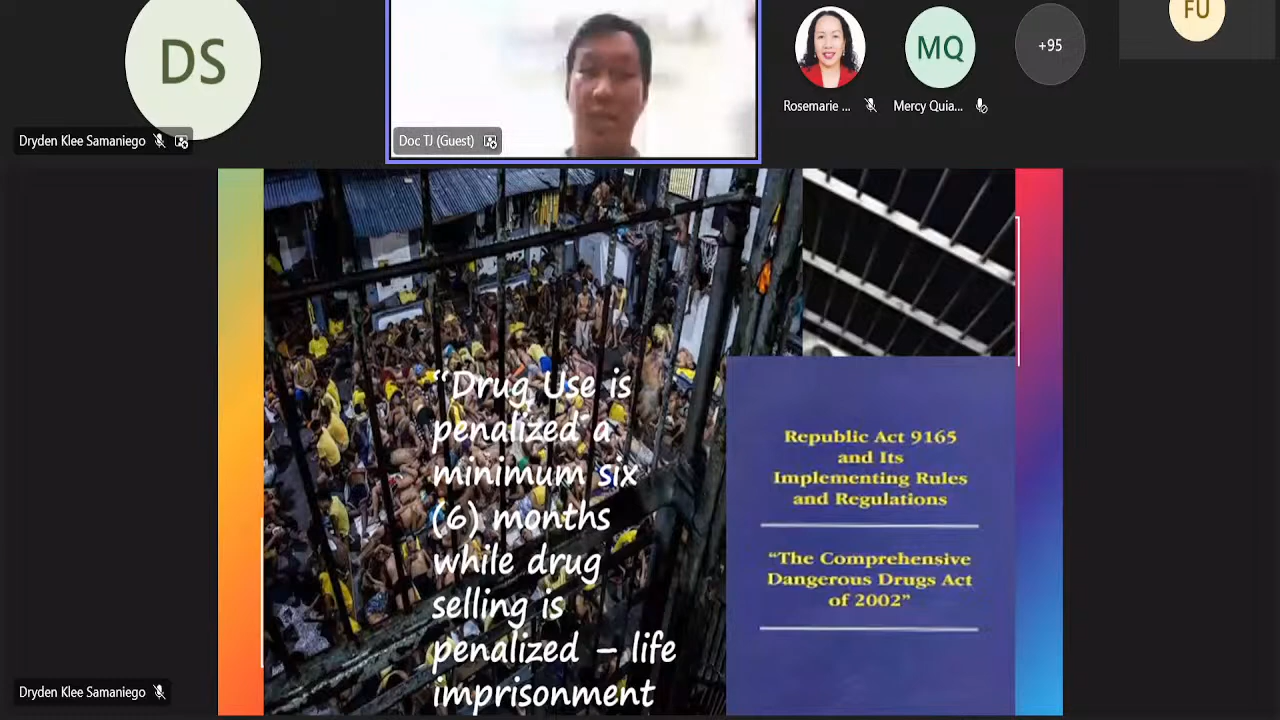 DS
MQ
+95
FU
Dryden Klee Samaniego
Doc TJ (Guest)
Rosemarie ...
Mercy Quia...
“Drug Use is
penalized a
minimum six
(6) months
while drug
selling is
penalized – life
imprisonment
Republic Act 9165
and Its
Implementing Rules
and Regulations
“The Comprehensive
Dangerous Drugs Act
of 2002”
Dryden Klee Samaniego